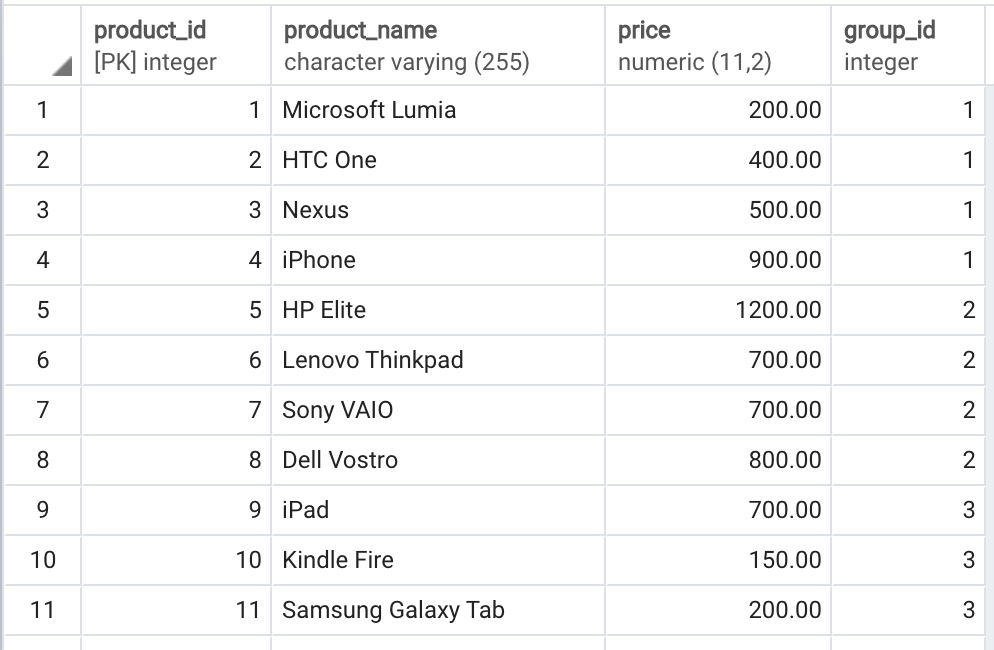 product_id product_name price group_id
[PK] integer character varying (255) numeric (11,2) integer
1 1 Microsoft Lumia 200.00 1
2 2 HTC One 400.00 1
3 3 Nexus 500.00 1
4 4 iPhone 900.00 1
5 5 HP Elite 1200.00 2
6 6 Lenovo Thinkpad 700.00 2
7 7 Sony VAIO 700.00 2
8 8 Dell Vostro 800.00 2
9 9 iPad 700.00 3
10 10 Kindle Fire 150.00 3
11 11 Samsung Galaxy Tab 200.00 3